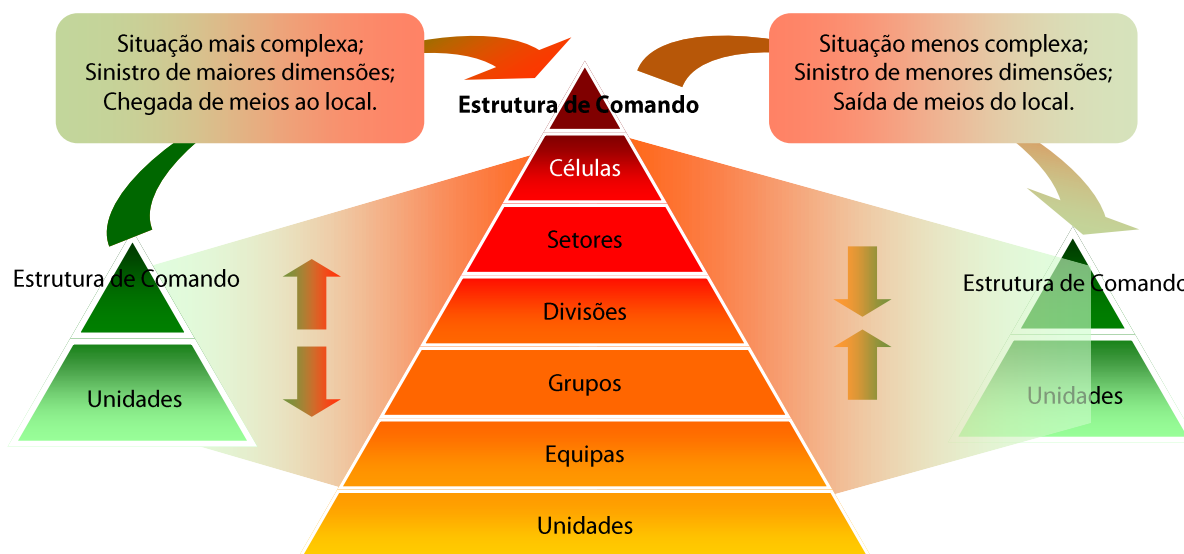 Situação mais complexa;
Sinistro de maiores dimensões;
Chegada de meios ao local.
Situação menos complexa;
Sinistro de menores dimensões;
Saída de meios do local.
Estrutura de Comando
Células
Setores
Divisões
Grupos
Equipas
Unidades
Estrutura de Comando
Unidades
Estrutura de Comando
Unidades